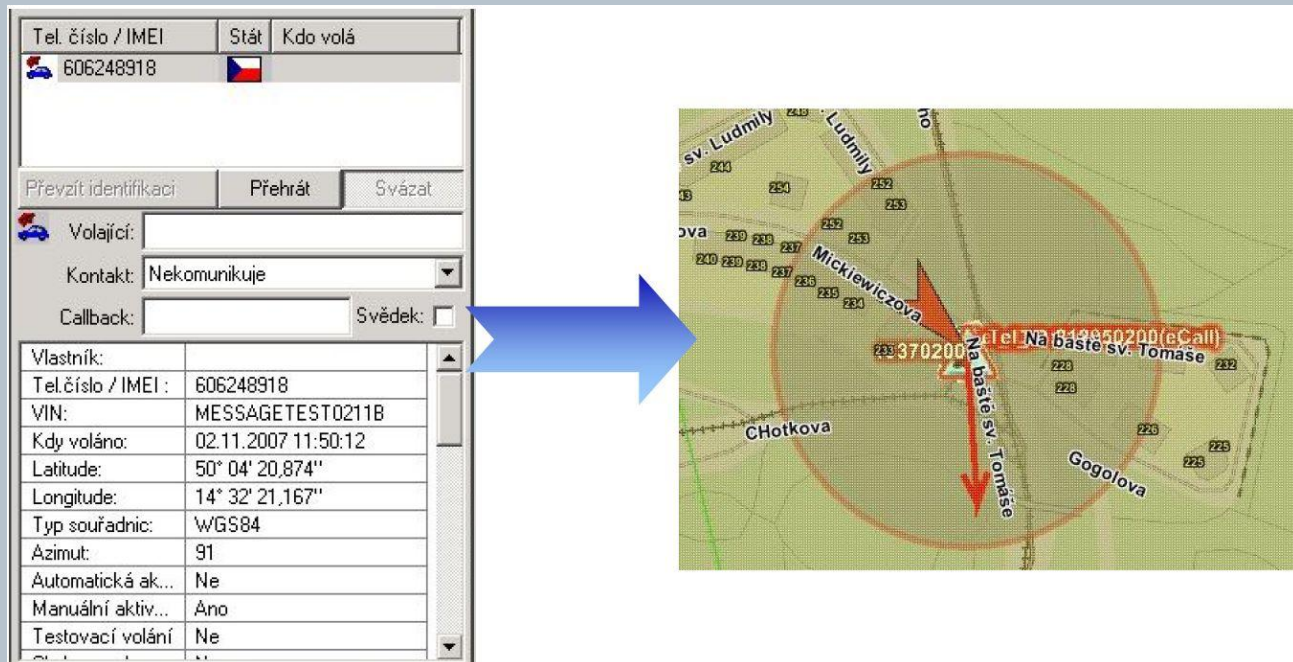 Tel. číslo / IMEI Stát Kdo volá
606248918
Převzít identifikaci Přehrát Svázat
Volající:
Kontakt: Nekomunikuje
Callback: Svědek:
Vlastník:
Tel.číslo / IMEI : 606248918
VIN: MESSAGETEST0211B
Kdy voláno: 02.11.2007 11:50:12
Latitude: 50° 04' 20,874''
Longitude: 14° 32' 21,167''
Typ souřadnic: WGS84
Azimut: 91
Automatická ak... Ne
Manuální aktiv... Ano
Testovací volání Ne
sv. Ludmily
Ludmily
244
254
252
253
252
253
239 238 237
240 239 238 237
236
235
234
Mickiewiczova
233
370200
(eCall)
Na baště sv. Tomáše
Na baště sv. Tomáše
228
228
232
226
225
225
CHotkova
Gogolova